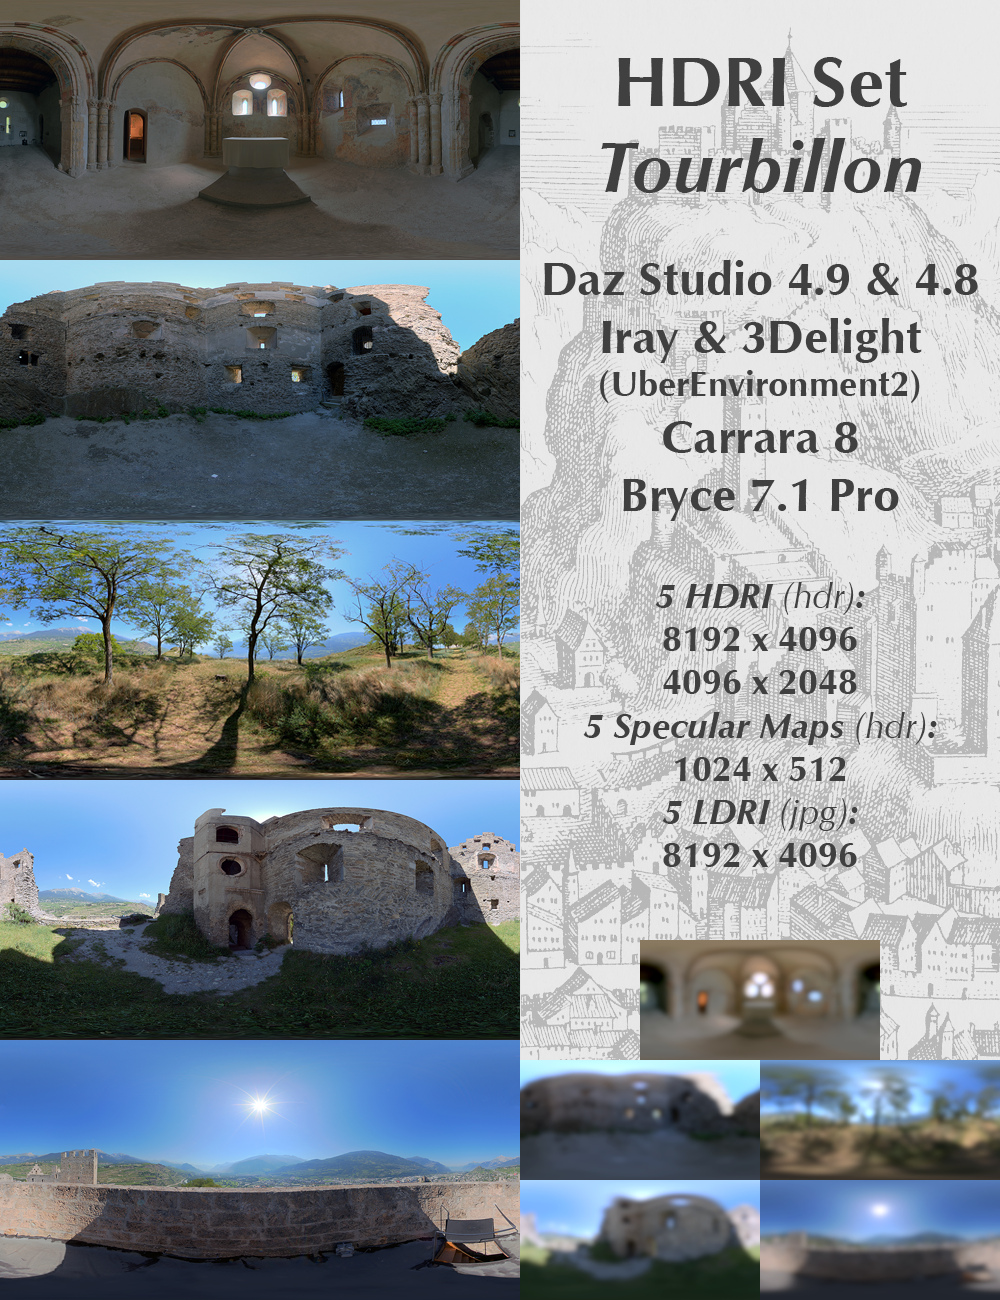 HDRI Set
Tourbillon
Daz Studio 4.9 & 4.8
Iray & 3Delight
(UberEnvironment2)
Carrara 8
Bryce 7.1 Pro
5 HDRI (hdr):
8192 x 4096
4096 x 2048
5 Specular Maps (hdr):
1024 x 512
5 LDRI (jpg):
8192 x 4096